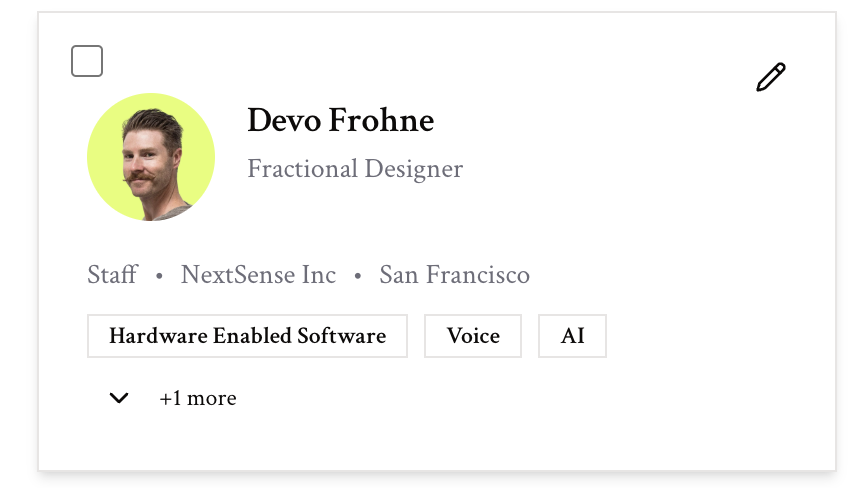 Devo Frohne
Fractional Designer
Staff • NextSense Inc • San Francisco
Hardware Enabled Software Voice AI
+1 more